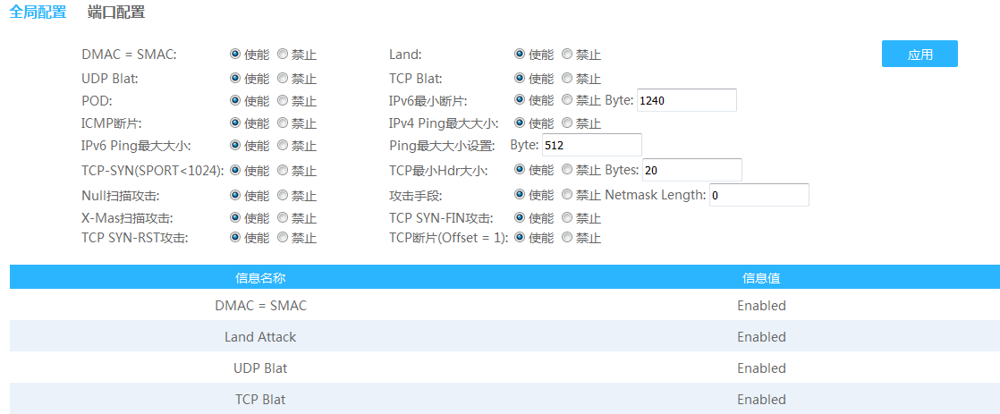 全局配置 端口配置
DMAC = SMAC: 使能 禁止 Land: 使能 禁止 应用
UDP Blat: 使能 禁止 TCP Blat: 使能 禁止
POD: 使能 禁止 IPv6最小断片: 使能 禁止 Byte: 1240
ICMP断片: 使能 禁止 IPv4 Ping最大大小: 使能 禁止
IPv6 Ping最大大小: 使能 禁止 Ping最大大小设置: Byte: 512
TCP-SYN(SPORT<1024): 使能 禁止 TCP最小Hdr大小: 使能 禁止 Bytes: 20
Null扫描攻击: 使能 禁止 攻击手段: 使能 禁止 Netmask Length: 0
X-Mas扫描攻击: 使能 禁止 TCP SYN-FIN攻击: 使能 禁止
TCP SYN-RST攻击: 使能 禁止 TCP断片(Offset = 1): 使能 禁止
信息名称 信息值
DMAC = SMAC Enabled
Land Attack Enabled
UDP Blat Enabled
TCP Blat Enabled